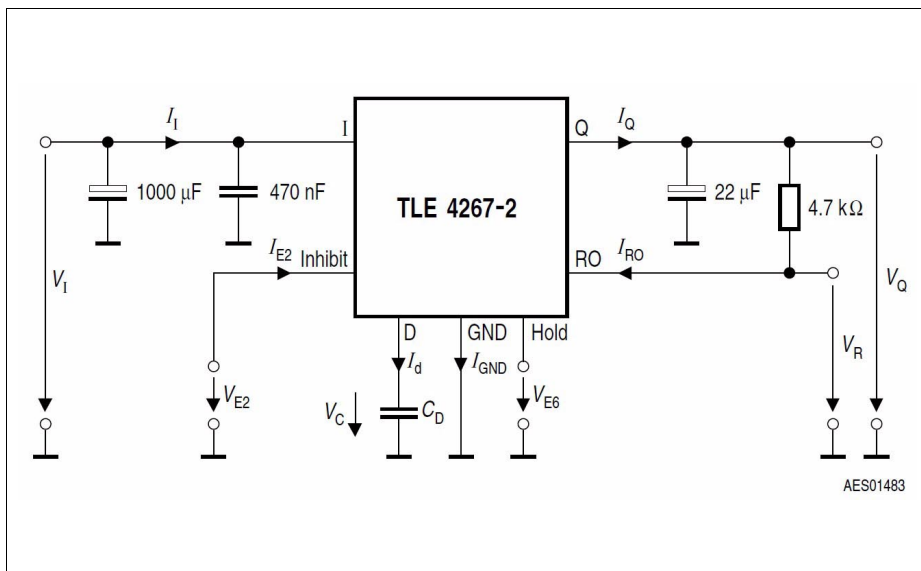 I_I
I
Q
I_Q
1000 µF
470 nF
TLE 4267-2
22 µF
4.7 kΩ
I_E2
Inhibit
RO
I_RO
V_I
V_Q
D
GND
Hold
V_R
I_d
I_GND
V_E2
V_C
C_D
V_E6
AES01483